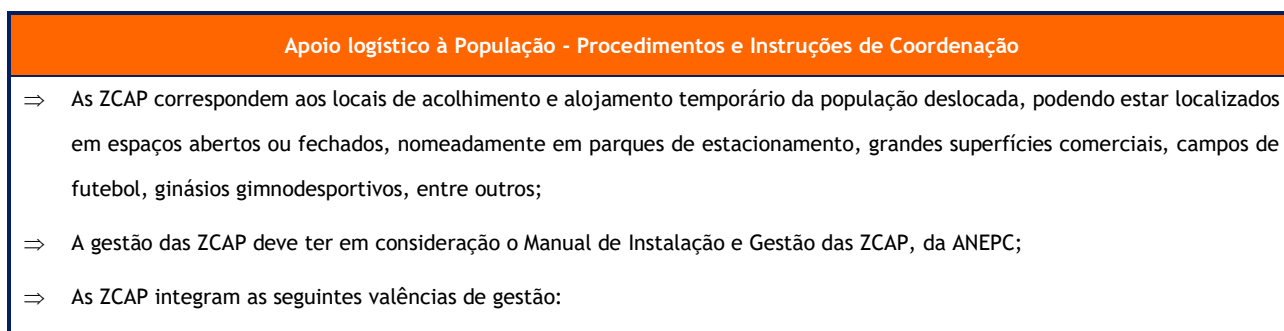 Apoio logístico à População - Procedimentos e Instruções de Coordenação
⇒ As ZCAP correspondem aos locais de acolhimento e alojamento temporário da população deslocada, podendo estar localizados
em espaços abertos ou fechados, nomeadamente em parques de estacionamento, grandes superfícies comerciais, campos de
futebol, ginásios gimnodesportivos, entre outros;
⇒ A gestão das ZCAP deve ter em consideração o Manual de Instalação e Gestão das ZCAP, da ANEPC;
⇒ As ZCAP integram as seguintes valências de gestão: